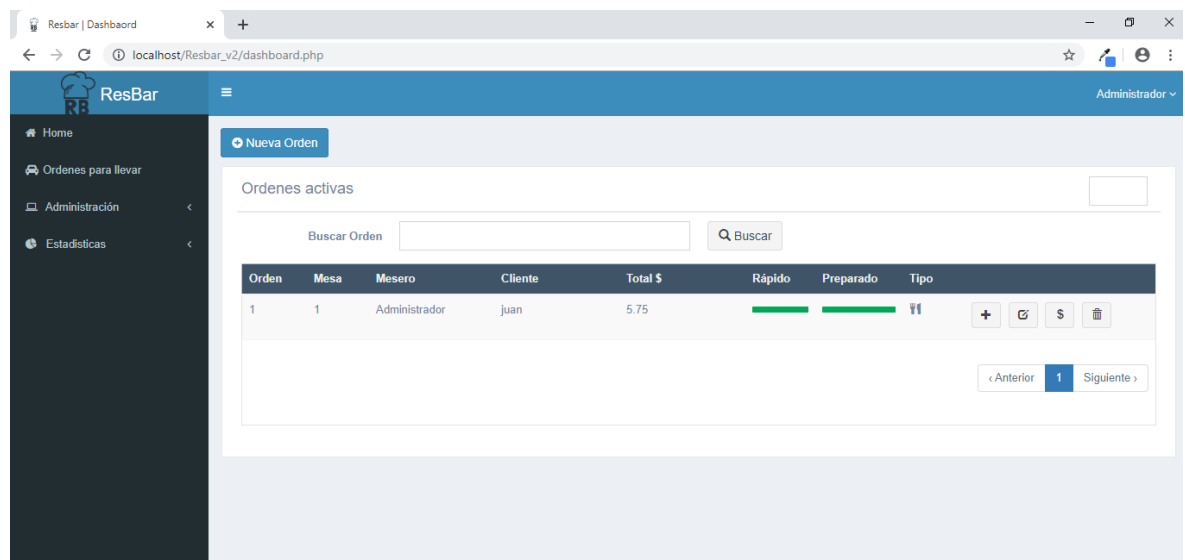 Resbar | Dashbaord
localhost/Resbar_v2/dashboard.php
RB ResBar
Administrador
Home
Ordenes para llevar
Administración
Estadisticas
Nueva Orden
Ordenes activas
Buscar Orden Buscar
Orden Mesa Mesero Cliente Total $ Rápido Preparado Tipo
1 1 Administrador juan 5.75 $
‹ Anterior 1 Siguiente ›